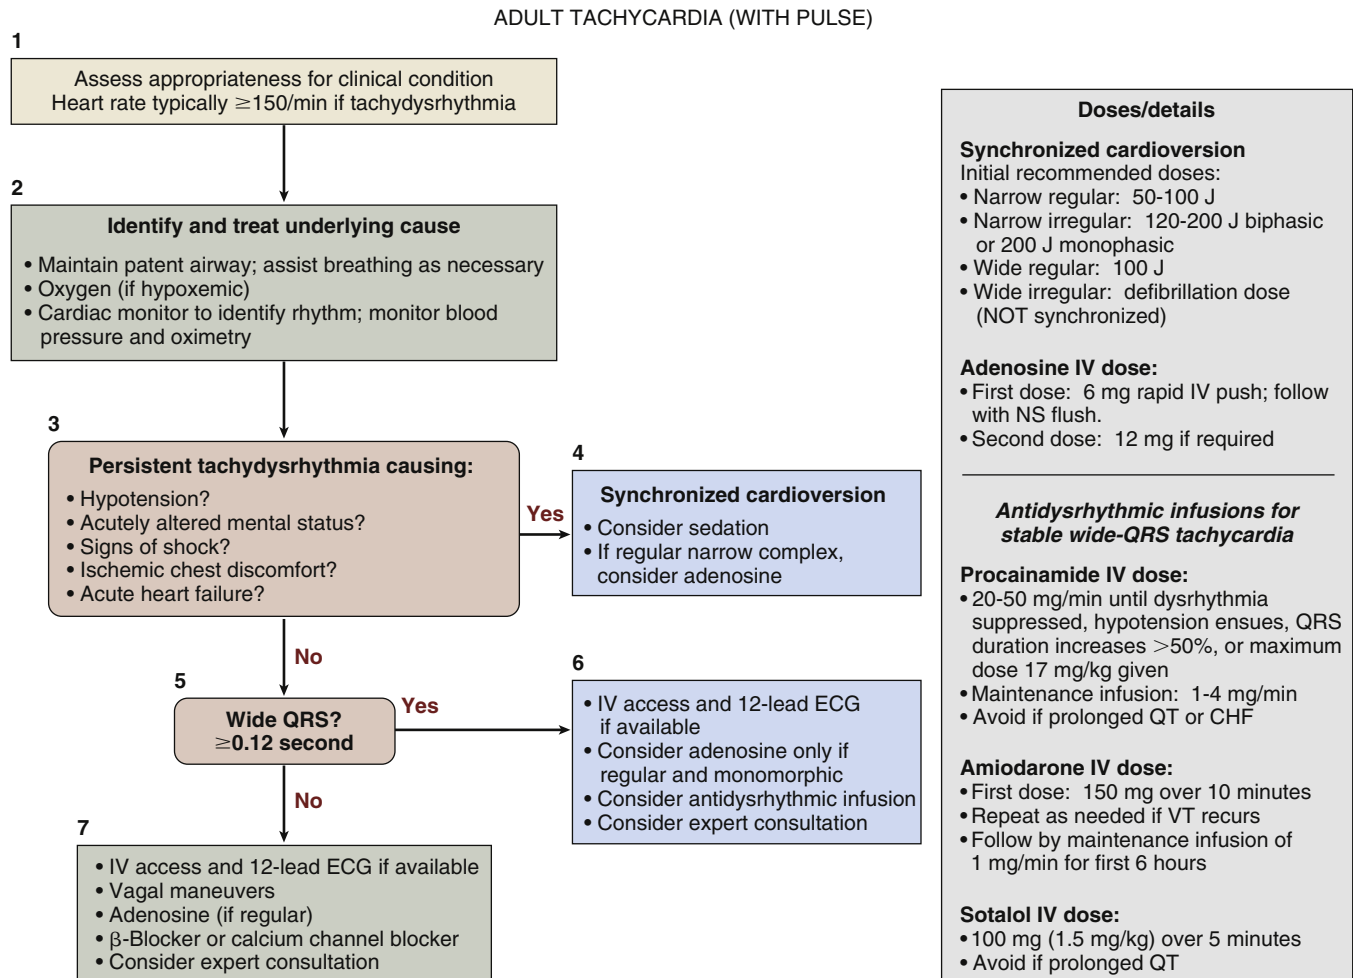 ADULT TACHYCARDIA (WITH PULSE)
1
Assess appropriateness for clinical condition
Heart rate typically ≥150/min if tachydysrhythmia
2
Identify and treat underlying cause
• Maintain patent airway; assist breathing as necessary
• Oxygen (if hypoxemic)
• Cardiac monitor to identify rhythm; monitor blood
pressure and oximetry
3
Persistent tachydysrhythmia causing:
• Hypotension?
• Acutely altered mental status?
• Signs of shock?
• Ischemic chest discomfort?
• Acute heart failure?
Yes
4
Synchronized cardioversion
• Consider sedation
• If regular narrow complex,
consider adenosine
No
5
Wide QRS?
≥0.12 second
Yes
6
• IV access and 12-lead ECG
if available
• Consider adenosine only if
regular and monomorphic
• Consider antidysrhythmic infusion
• Consider expert consultation
No
7
• IV access and 12-lead ECG if available
• Vagal maneuvers
• Adenosine (if regular)
• β-Blocker or calcium channel blocker
• Consider expert consultation
Doses/details
Synchronized cardioversion
Initial recommended doses:
• Narrow regular: 50-100 J
• Narrow irregular: 120-200 J biphasic
or 200 J monophasic
• Wide regular: 100 J
• Wide irregular: defibrillation dose
(NOT synchronized)
Adenosine IV dose:
• First dose: 6 mg rapid IV push; follow
with NS flush.
• Second dose: 12 mg if required
Antidysrhythmic infusions for
stable wide-QRS tachycardia
Procainamide IV dose:
• 20-50 mg/min until dysrhythmia
suppressed, hypotension ensues, QRS
duration increases >50%, or maximum
dose 17 mg/kg given
• Maintenance infusion: 1-4 mg/min
• Avoid if prolonged QT or CHF
Amiodarone IV dose:
• First dose: 150 mg over 10 minutes
• Repeat as needed if VT recurs
• Follow by maintenance infusion of
1 mg/min for first 6 hours
Sotalol IV dose:
• 100 mg (1.5 mg/kg) over 5 minutes
• Avoid if prolonged QT